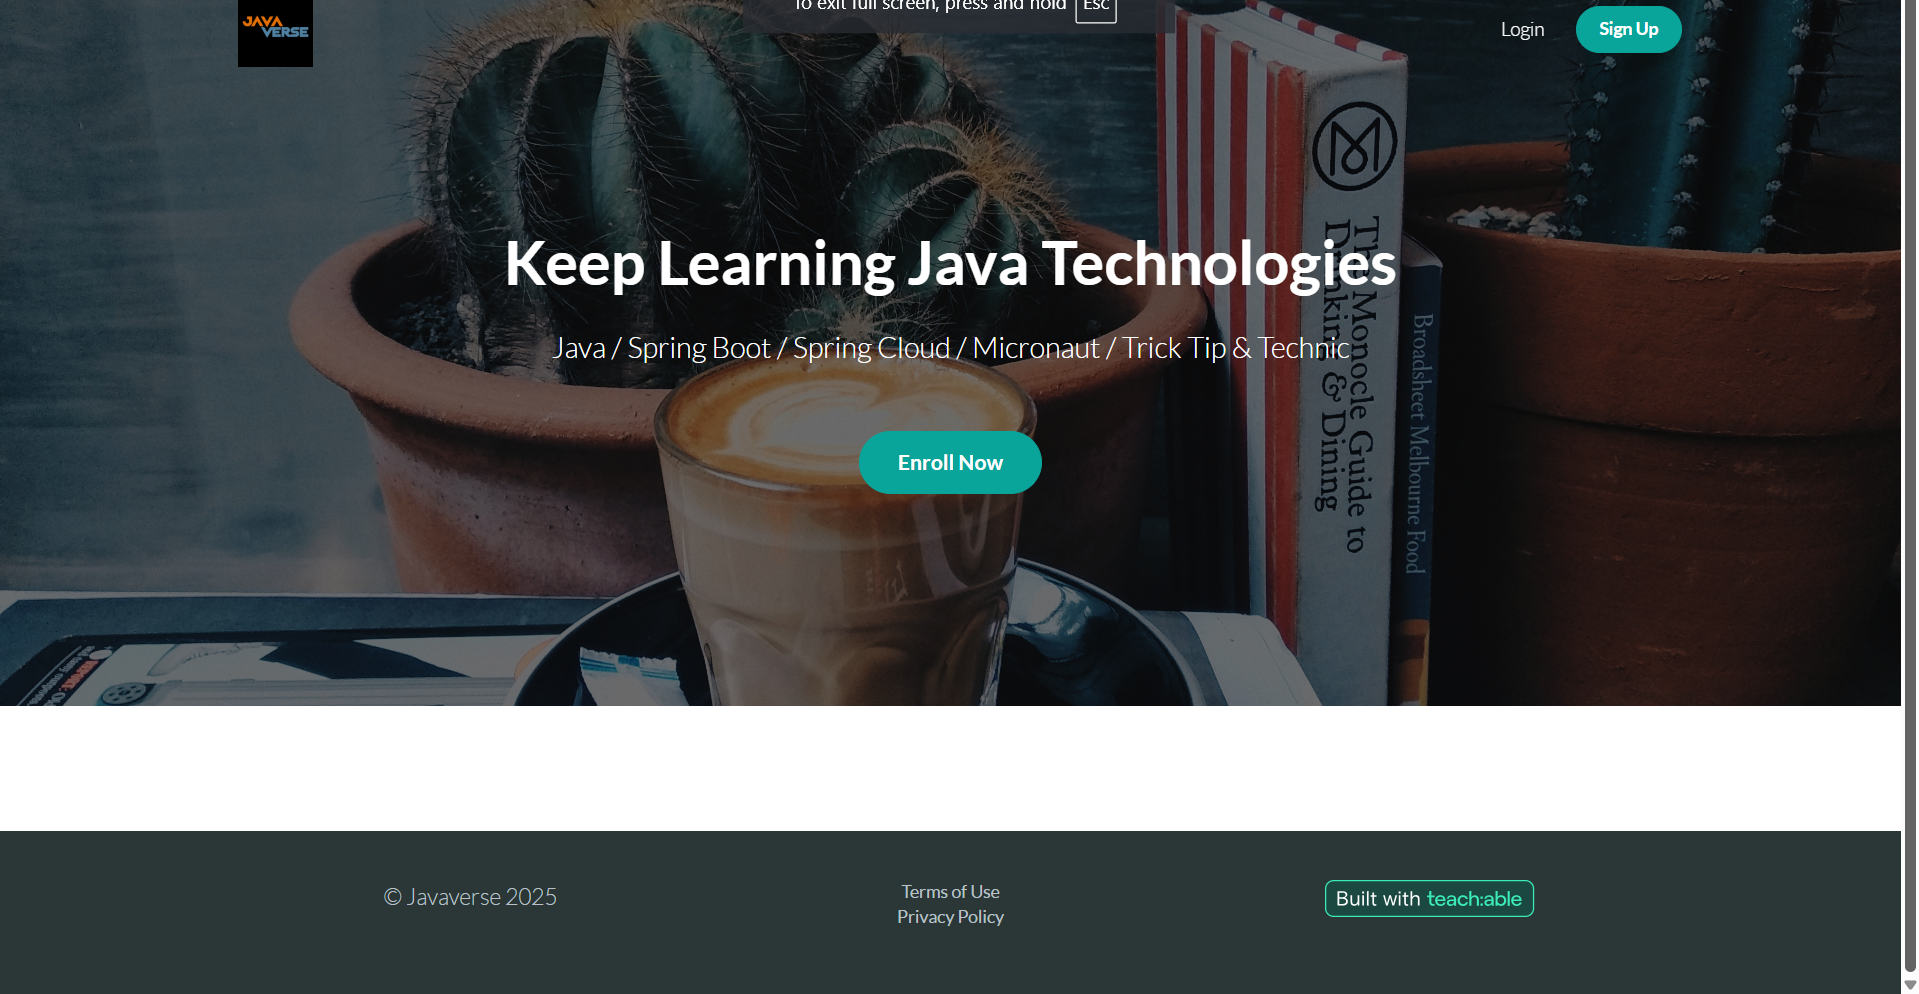 To exit full screen, press and hold Esc
JAVA
VERSE
Login
Sign Up
Keep Learning Java Technologies
Java / Spring Boot / Spring Cloud / Micronaut / Trick Tip & Technic
Enroll Now
The Monocle Guide to
Drinking & Dining
Broadsheet Melbourne Food
© Javaverse 2025
Terms of Use
Privacy Policy
Built with teach:able